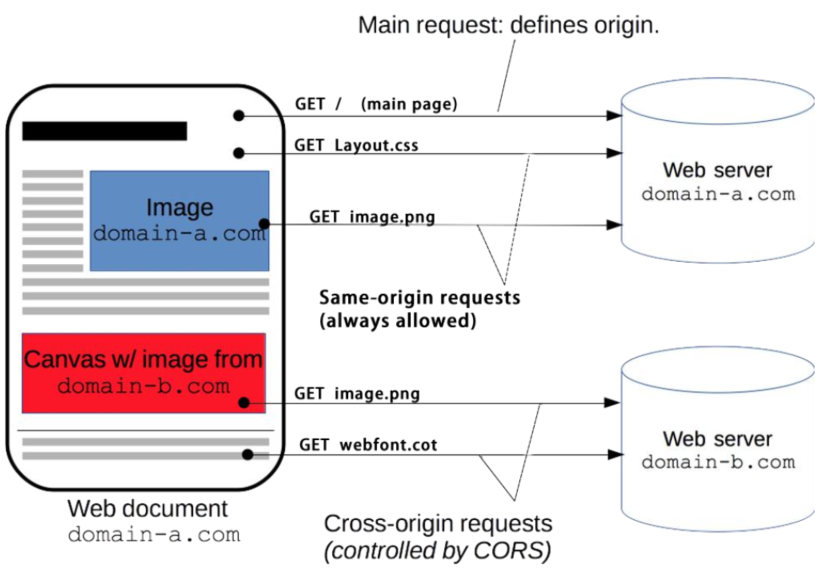 Main request: defines origin.
GET / (main page)
GET Layout.css
Web server
domain-a.com
Image
domain-a.com
GET image.png
Same-origin requests
(always allowed)
Canvas w/ image from
domain-b.com
GET image.png
GET webfont.cot
Web server
domain-b.com
Web document
domain-a.com
Cross-origin requests
(controlled by CORS)